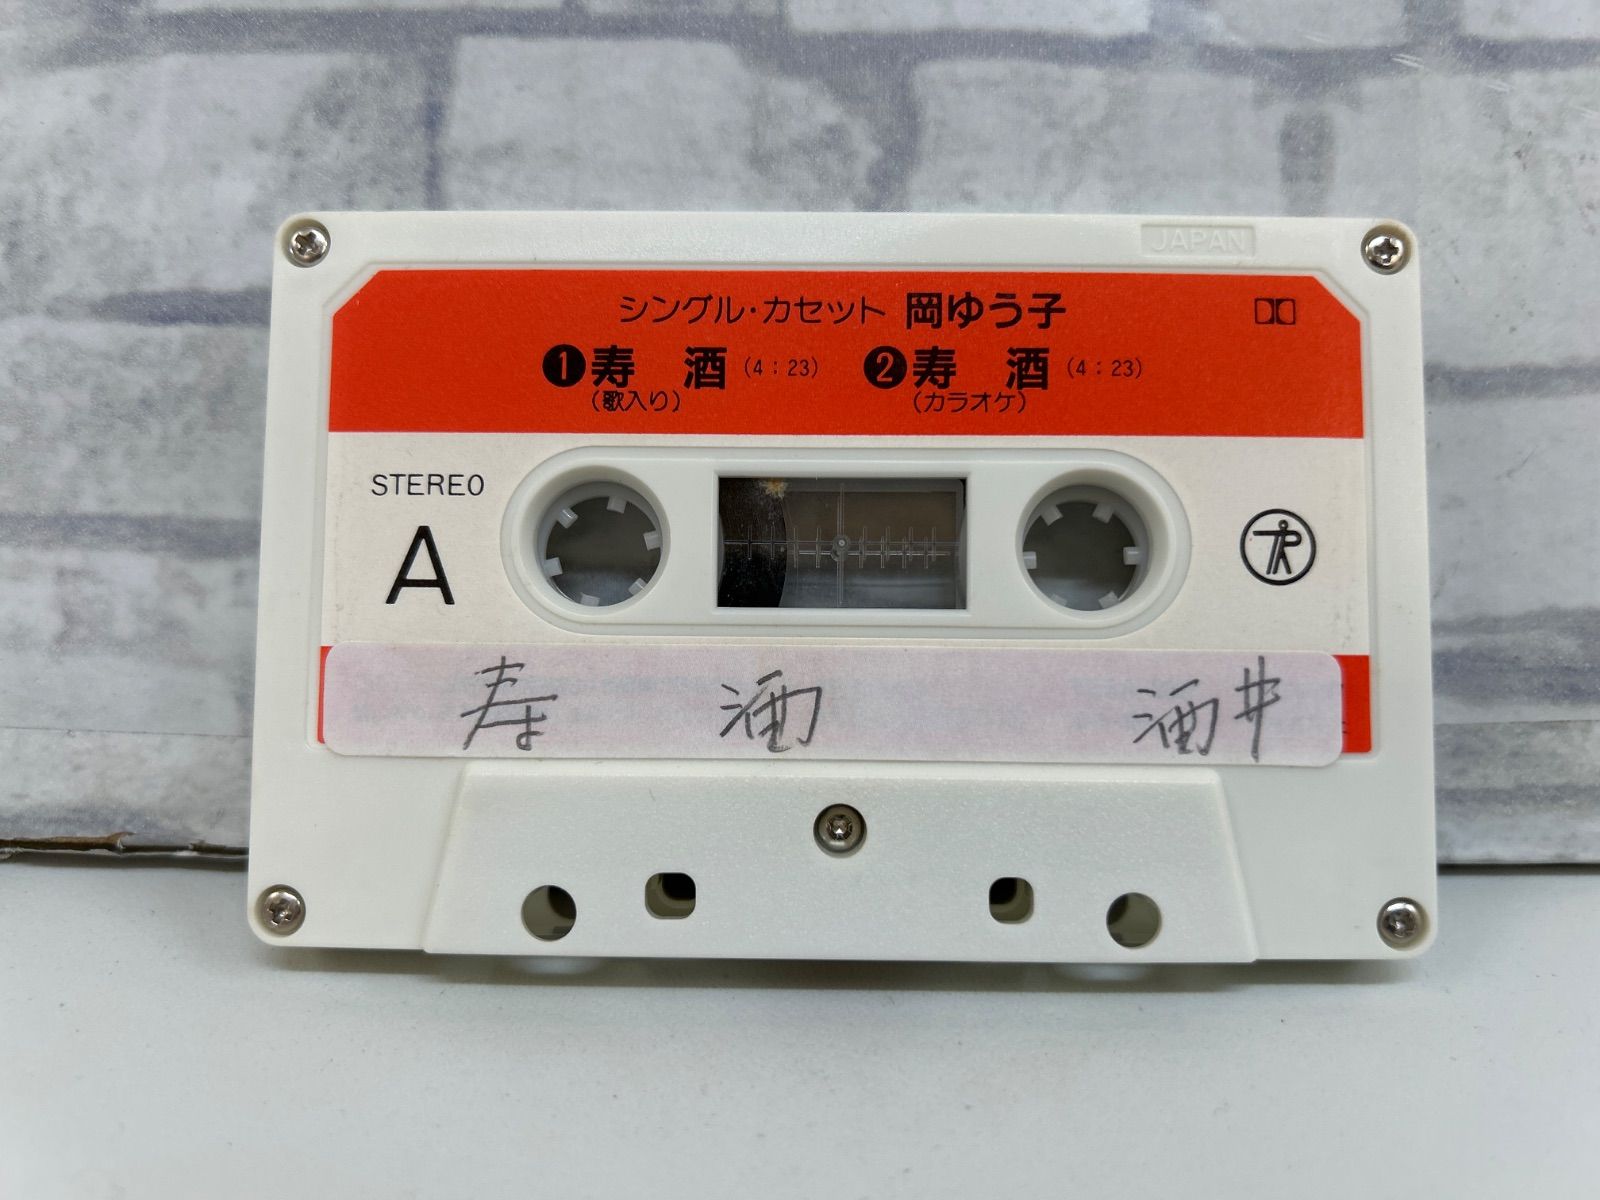 JAPAN
シングル・カセット 岡ゆう子
❶寿 酒 (4:23) ❷寿 酒 (4:23)
(歌入り) (カラオケ)
STEREO
A
寿 酒 酒井